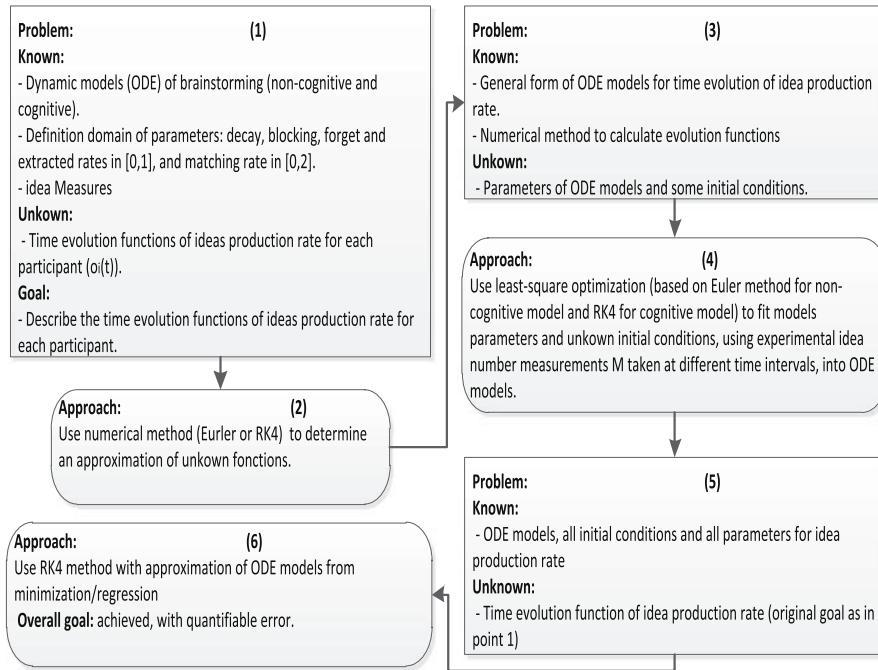 Problem: (1)
Known:
- Dynamic models (ODE) of brainstorming (non-cognitive and
cognitive).
- Definition domain of parameters: decay, blocking, forget and
extracted rates in [0,1], and matching rate in [0,2].
- idea Measures
Unkown:
- Time evolution functions of ideas production rate for each
participant (oi(t)).
Goal:
- Describe the time evolution functions of ideas production rate for
each participant.
Approach: (2)
Use numerical method (Eurler or RK4) to determine
an approximation of unkown fonctions.
Problem: (3)
Known:
- General form of ODE models for time evolution of idea production
rate.
- Numerical method to calculate evolution functions
Unknown:
- Parameters of ODE models and some initial conditions.
Approach: (4)
Use least-square optimization (based on Euler method for non-
cognitive model and RK4 for cognitive model) to fit models
parameters and unkown initial conditions, using experimental idea
number measurements M taken at different time intervals, into ODE
models.
Problem: (5)
Known:
- ODE models, all initial conditions and all parameters for idea
production rate
Unknown:
- Time evolution function of idea production rate (original goal as in
point 1)
Approach: (6)
Use RK4 method with approximation of ODE models from
minimization/regression
Overall goal: achieved, with quantifiable error.